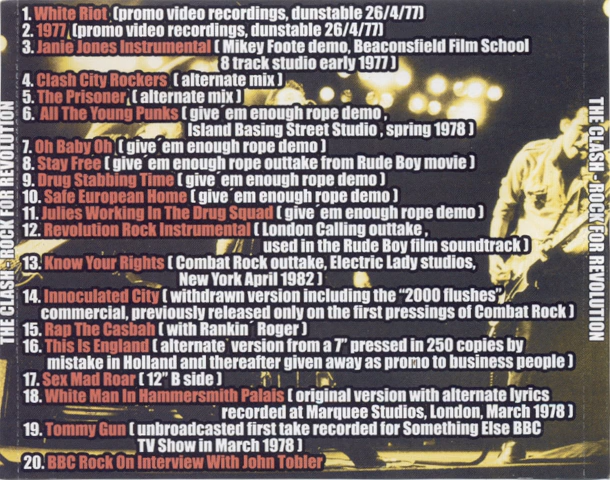 THE CLASH - ROCK FOR REVOLUTION
1. White Riot (promo video recordings, dunstable 26/4/77)
2. 1977 (promo video recordings, dunstable 26/4/77)
3. Janie Jones Instrumental ( Mikey Foote demo, Beaconsfield Film School
8 track studio early 1977 )
4. Clash City Rockers ( alternate mix )
5. The Prisoner ( alternate mix )
6. All The Young Punks ( give´em enough rope demo ,
Island Basing Street Studio , spring 1978 )
7. Oh Baby Oh ( give´em enough rope demo )
8. Stay Free ( give´em enough rope outtake from Rude Boy movie )
9. Drug Stabbing Time ( give´em enough rope demo )
10. Safe European Home ( give´em enough rope demo )
11. Julies Working In The Drug Squad ( give´em enough rope demo )
12. Revolution Rock Instrumental ( London Calling outtake ,
used in the Rude Boy film soundtrack )
13. Know Your Rights ( Combat Rock outtake, Electric Lady studios,
New York April 1982 )
14. Innoculated City ( withdrawn version including the “2000 flushes”,
commercial, previously released only on the first pressings of Combat Rock )
15. Rap The Casbah ( with Rankin´ Roger )
16. This Is England ( alternate version from a 7” pressed in 250 copies by
mistake in Holland and thereafter given away as promo to business people )
17. Sex Mad Roar ( 12” B side )
18. White Man In Hammersmith Palais ( original version with alternate lyrics
recorded at Marquee Studios, London, March 1978 )
19. Tommy Gun ( unbroadcasted first take recorded for Something Else BBC
TV Show in March 1978 )
20. BBC Rock On Interview With John Tobler
THE CLASH - ROCK FOR REVOLUTION